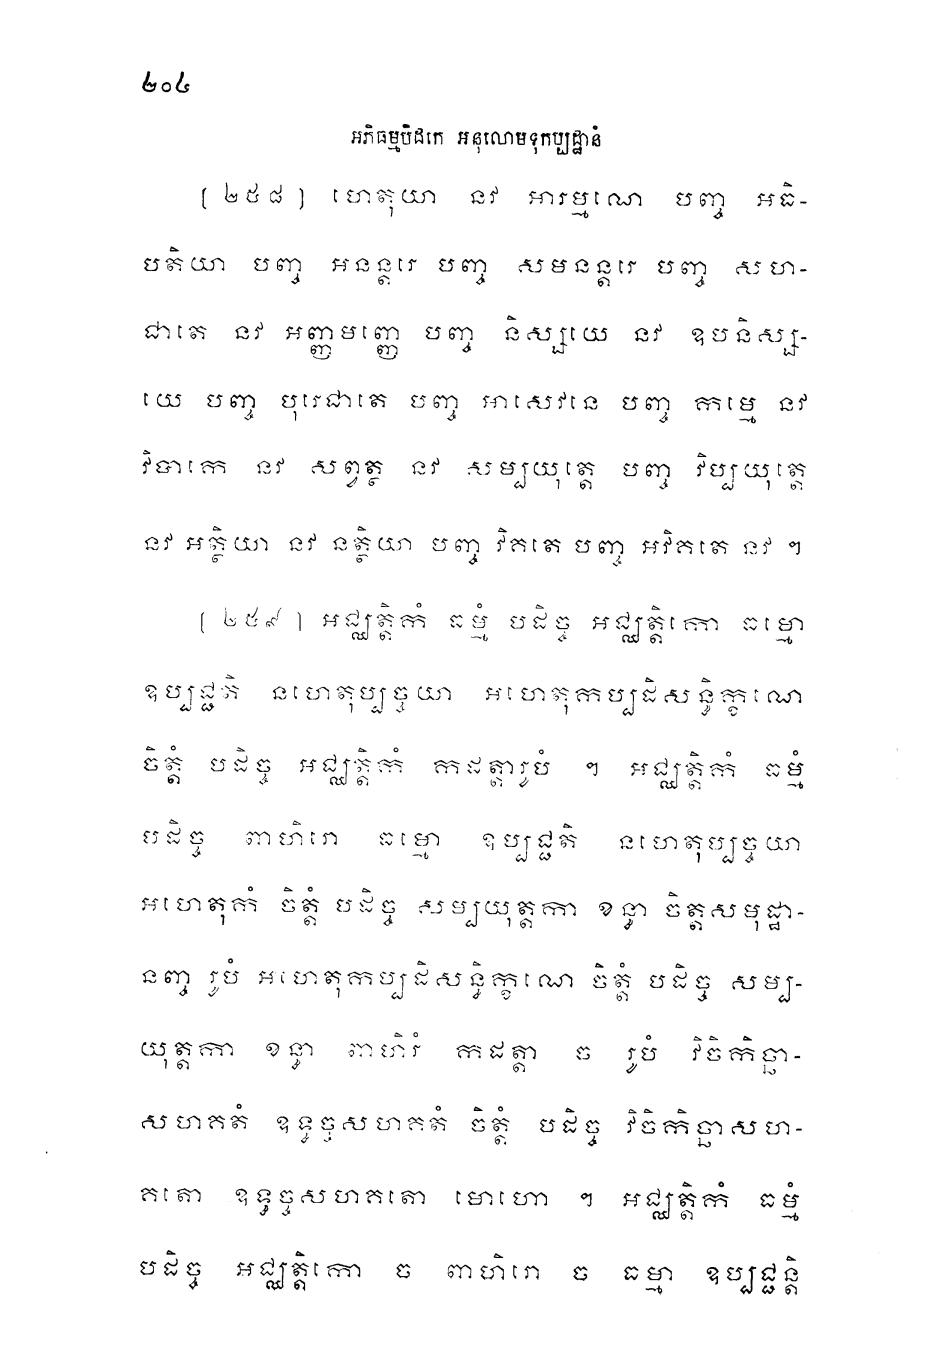 ២០៤
អភិធម្មបិដកេ អនុលោមទុកប្បដ្ឋានំ
[ ២៥៨ ] ហេតុយា នវ អារម្មណេ បញ្ច អធិ-
បតិយា បញ្ច អនន្តរេ បញ្ច សមនន្តរេ បញ្ច សហ-
ជាតេ នវ អញ្ញមញ្ញេ បញ្ច និស្សយេ នវ ឧបនិស្ស-
យេ បញ្ច បុរេជាតេ បញ្ច អាសេវនេ បញ្ច កម្មេ នវ
វិបាកេ នវ សព្វត្ថ នវ សម្បយុត្តេ បញ្ច វិប្បយុត្តេ
នវ អត្ថិយា នវ នត្ថិយា បញ្ច វិគតេ បញ្ច អវិគតេ នវ ។
[ ២៥៩ ] អជ្ឈត្តិកំ ធម្មំ បដិច្ច អជ្ឈត្តិកោ ធម្មោ
ឧប្បជ្ជតិ នហេតុប្បច្ចយា អហេតុកប្បដិសន្ធិក្ខណេ
ចិត្តំ បដិច្ច អជ្ឈត្តិកំ កដត្តារូបំ ។ អជ្ឈត្តិកំ ធម្មំ
បដិច្ច ពាហិរោ ធម្មោ ឧប្បជ្ជតិ នហេតុប្បច្ចយា
អហេតុកំ ចិត្តំ បដិច្ច សម្បយុត្តកា ខន្ធា ចិត្តសមុដ្ឋា-
នញ្ច រូបំ អហេតុកប្បដិសន្ធិក្ខណេ ចិត្តំ បដិច្ច សម្ប-
យុត្តកា ខន្ធា ពាហិរំ កដត្តា ច រូបំ វិចិកិច្ឆា-
សហគតំ ឧទ្ធច្ចសហគតំ ចិត្តំ បដិច្ច វិចិកិច្ឆាសហ-
គតោ ឧទ្ធច្ចសហគតោ មោហោ ។ អជ្ឈត្តិកំ ធម្មំ
បដិច្ច អជ្ឈត្តិកោ ច ពាហិរោ ច ធម្មា ឧប្បជ្ជន្តិ